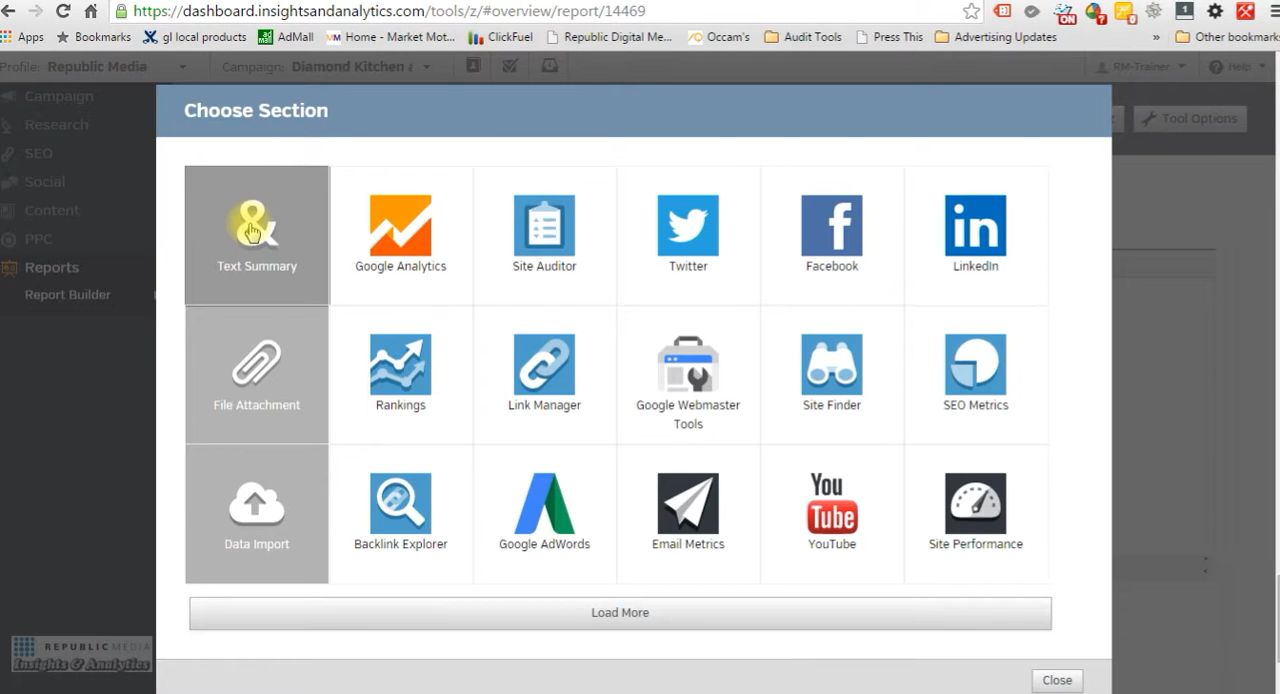 https://dashboard.insightsandanalytics.com/tools/z/#overview/report/14469
Apps Bookmarks gl local products AdMall Home - Market Mot... ClickFuel Republic Digital Me... Occam's Audit Tools Press This Advertising Updates » Other bookmarks
Profile: Republic Media Campaign: Diamond Kitchen & RM-Trainer Help
Campaign
Research
SEO
Social
Content
PPC
Reports
Report Builder
Tool Options
Choose Section
Text Summary Google Analytics Site Auditor Twitter Facebook LinkedIn
File Attachment Rankings Link Manager Google Webmaster Tools Site Finder SEO Metrics
You
Tube
Data Import Backlink Explorer Google AdWords Email Metrics YouTube Site Performance
Load More
Close
REPUBLICMEDIA
Insights & Analytics